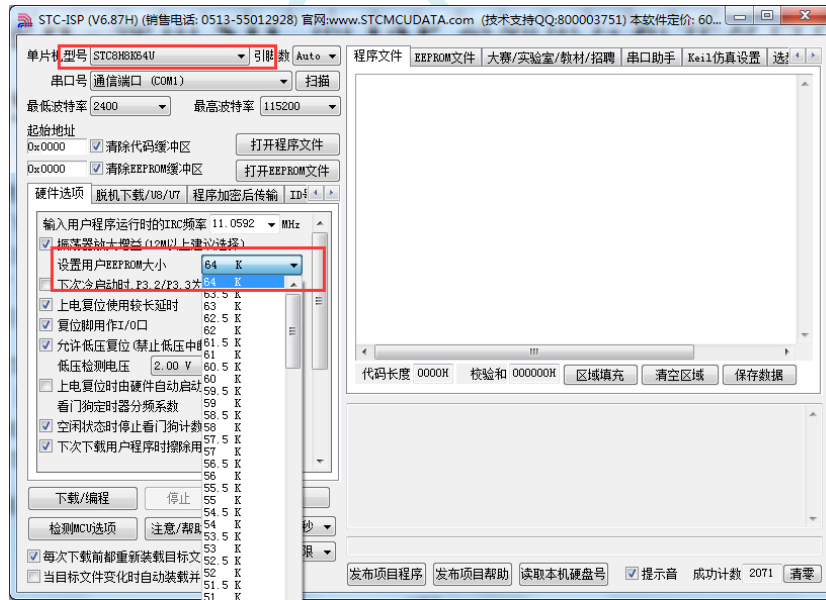 STC-ISP (V6.87H) (销售电话: 0513-55012928) 官网:www.STCMCUDATA.com (技术支持QQ:800003751) 本软件定价: 60...
单片机型号 STC8H8K64U 引脚数 Auto
串口号 通信端口 (COM1) 扫描
最低波特率 2400 最高波特率 115200
起始地址
0x0000 清除代码缓冲区 打开程序文件
0x0000 清除EEPROM缓冲区 打开EEPROM文件
硬件选项 脱机下载/U8/U7 程序加密后传输
输入用户程序运行时的IRC频率 11.0592 MHz
振荡器放大增益(12M以上建议选择)
设置用户EEPROM大小 64 K
下次冷启动时,P3.2/P3.3为
上电复位使用较长延时
复位脚用作I/O口
允许低压复位(禁止低压中
低压检测电压 2.00 V
上电复位时由硬件自动启动
看门狗定时器分频系数
空闲状态时停止看门狗计数
下次下载用户程序时擦除用
64 K
63.5 K
63 K
62.5 K
62 K
61.5 K
61 K
60.5 K
60 K
59.5 K
59 K
58.5 K
58 K
57.5 K
57 K
56.5 K
56 K
55.5 K
55 K
54.5 K
54 K
53.5 K
53 K
52.5 K
52 K
51.5 K
51 K
下载/编程 停止
检测MCU选项 注意/帮助 秒
每次下载前都重新装载目标文 限
当目标文件变化时自动装载并
程序文件 EEPROM文件 大赛/实验室/教材/招聘 串口助手 Keil仿真设置
代码长度 0000H 校验和 000000H 区域填充 清空区域 保存数据
发布项目程序 发布项目帮助 读取本机硬盘号 提示音 成功计数 2071 清零